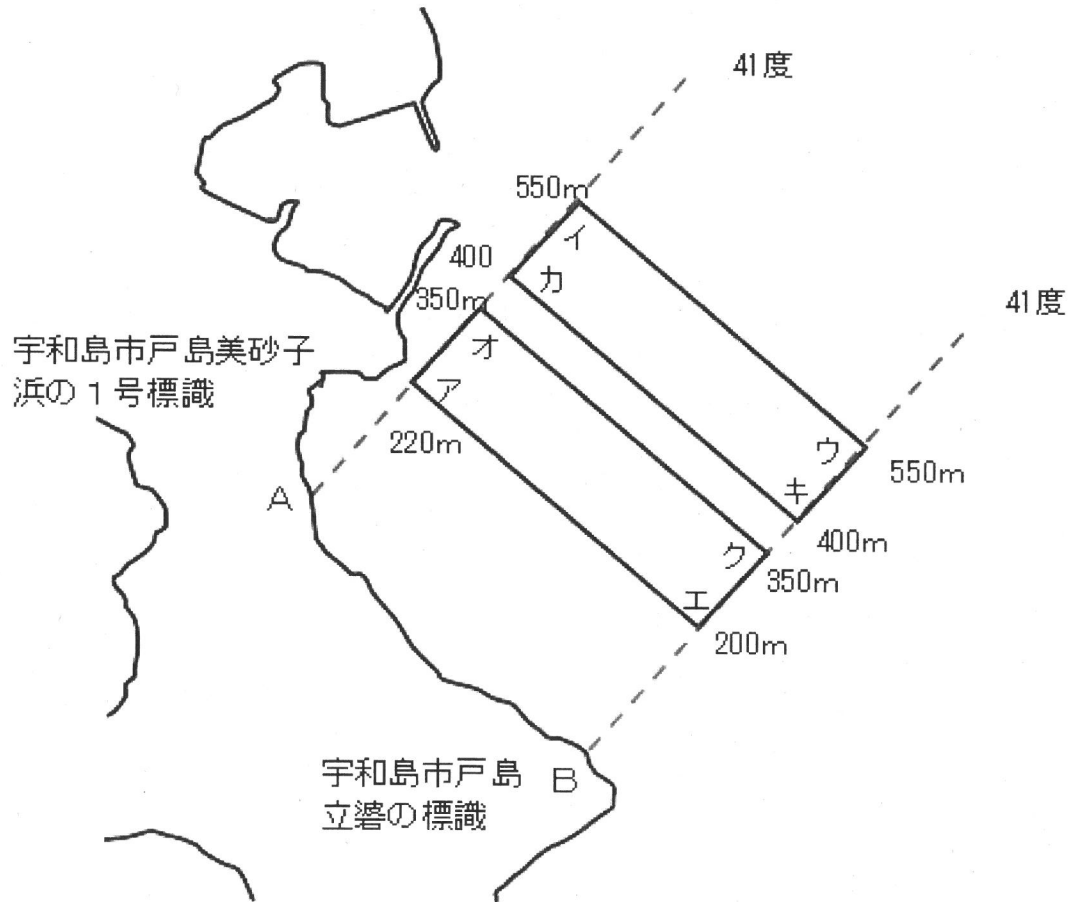 41度
550m
イ
400
カ
41度
350m
オ
宇和島市戸島美砂子
浜の1号標識
ア
220m
ウ
550m
A
キ
400m
ク
350m
エ
200m
宇和島市戸島
立碆の標識
B